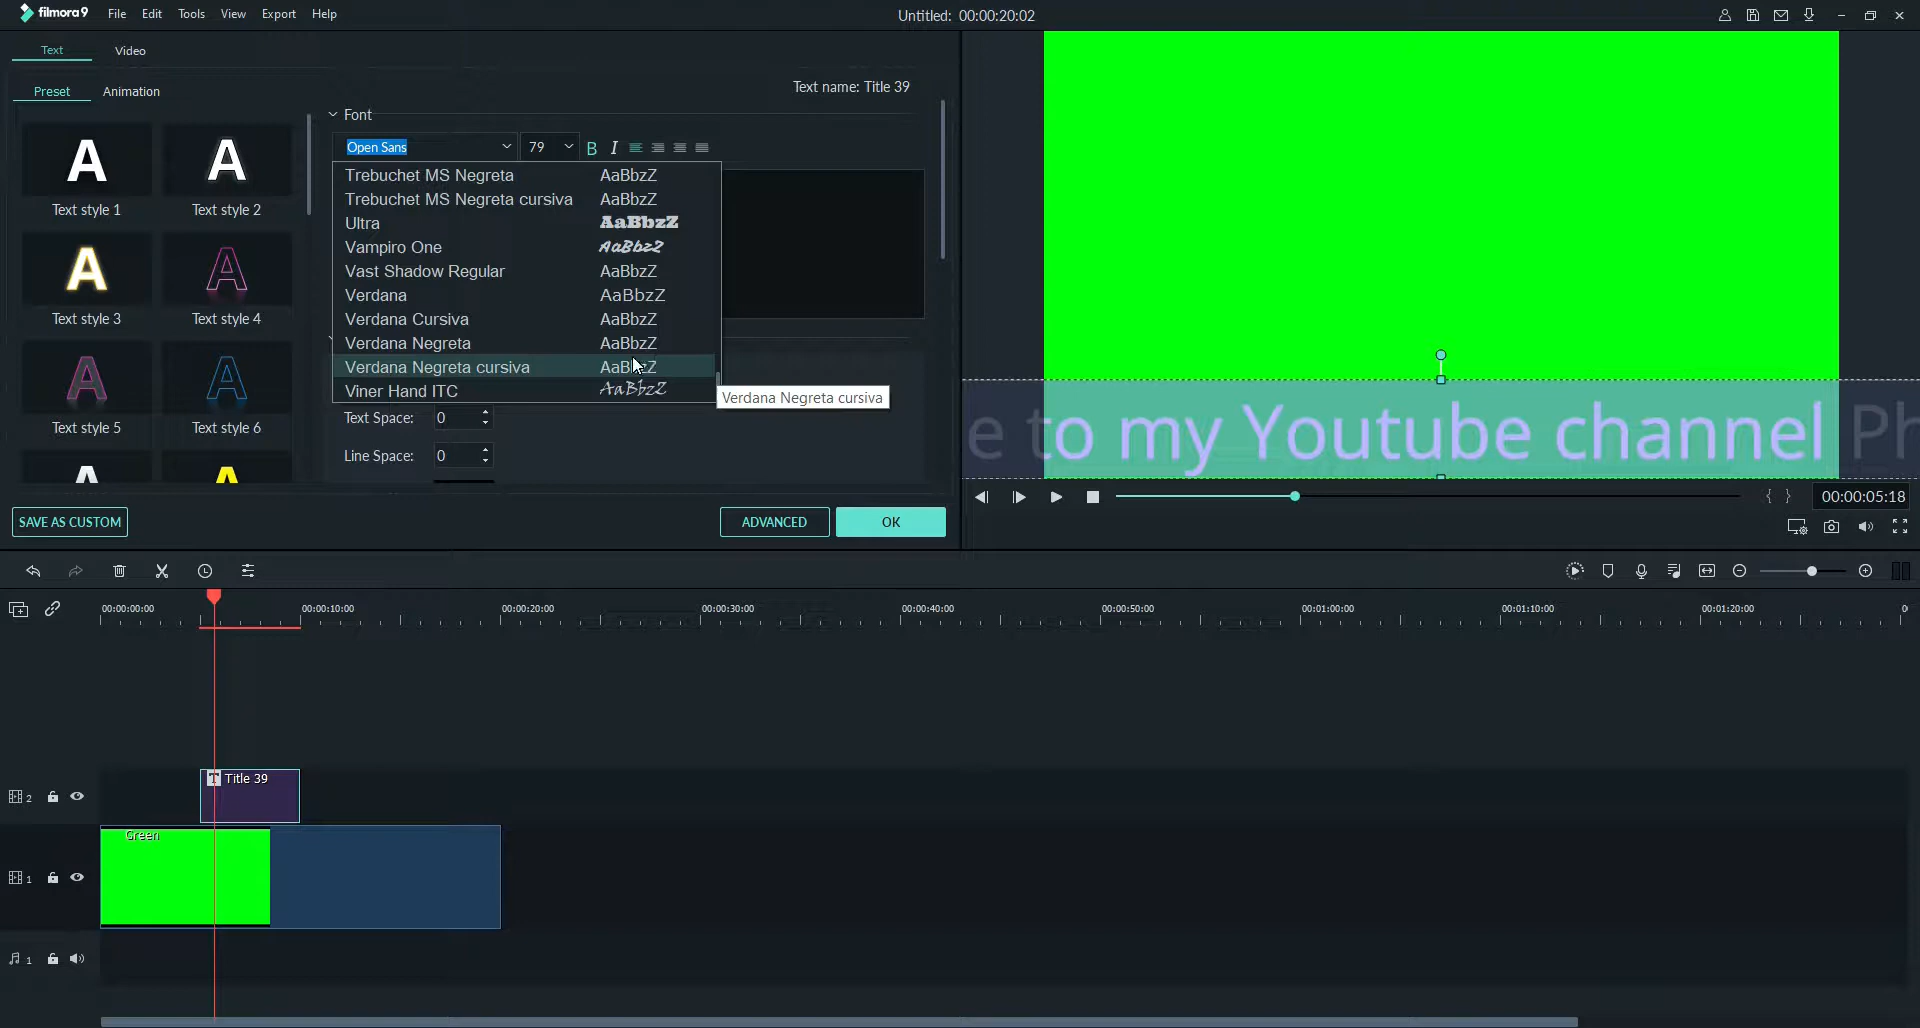 filmora9 File Edit Tools View Export Help Untitled: 00:00:20:02
Text Video
Preset Animation Text name: Title 39
Font
Open Sans 79 B I
A A
Text style 1 Text style 2
A A
Text style 3 Text style 4
A A
Text style 5 Text style 6
Trebuchet MS Negreta AaBbzZ
Trebuchet MS Negreta cursiva AaBbzZ
Ultra AaBbzZ
Vampiro One AaBbzZ
Vast Shadow Regular AaBbzZ
Verdana AaBbzZ
Verdana Cursiva AaBbzZ
Verdana Negreta AaBbzZ
Verdana Negreta cursiva AaBbzZ
Viner Hand ITC AaBbzZ
Verdana Negreta cursiva
Text Space: 0
Line Space: 0
e to my Youtube channel Ph
{ } 00:00:05:18
SAVE AS CUSTOM ADVANCED OK
00:00:00:00 00:00:10:00 00:00:20:00 00:00:30:00 00:00:40:00 00:00:50:00 00:01:00:00 00:01:10:00 00:01:20:00 0
2 T Title 39
Green
1
1